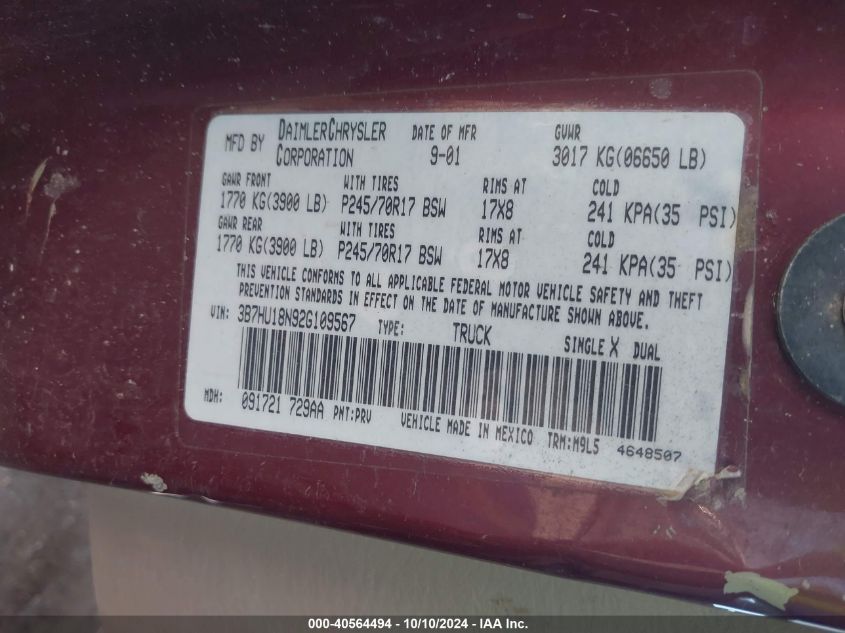 MFD BY DAIMLERCHRYSLER CORPORATION DATE OF MFR 9-01 GVWR 3017 KG(06650 LB)
GAWR FRONT WITH TIRES RIMS AT COLD
1770 KG(3900 LB) P245/70R17 BSW 17X8 241 KPA(35 PSI)
GAWR REAR WITH TIRES RIMS AT COLD
1770 KG(3900 LB) P245/70R17 BSW 17X8 241 KPA(35 PSI)
THIS VEHICLE CONFORMS TO ALL APPLICABLE FEDERAL MOTOR VEHICLE SAFETY AND THEFT
PREVENTION STANDARDS IN EFFECT ON THE DATE OF MANUFACTURE SHOWN ABOVE.
VIN: 3B7HU18N92G109567 TYPE: TRUCK SINGLE X DUAL
MDH: 091721 729AA PNT:PRV VEHICLE MADE IN MEXICO TRM:M9L5 4648507
000-40564494 - 10/10/2024 - IAA Inc.